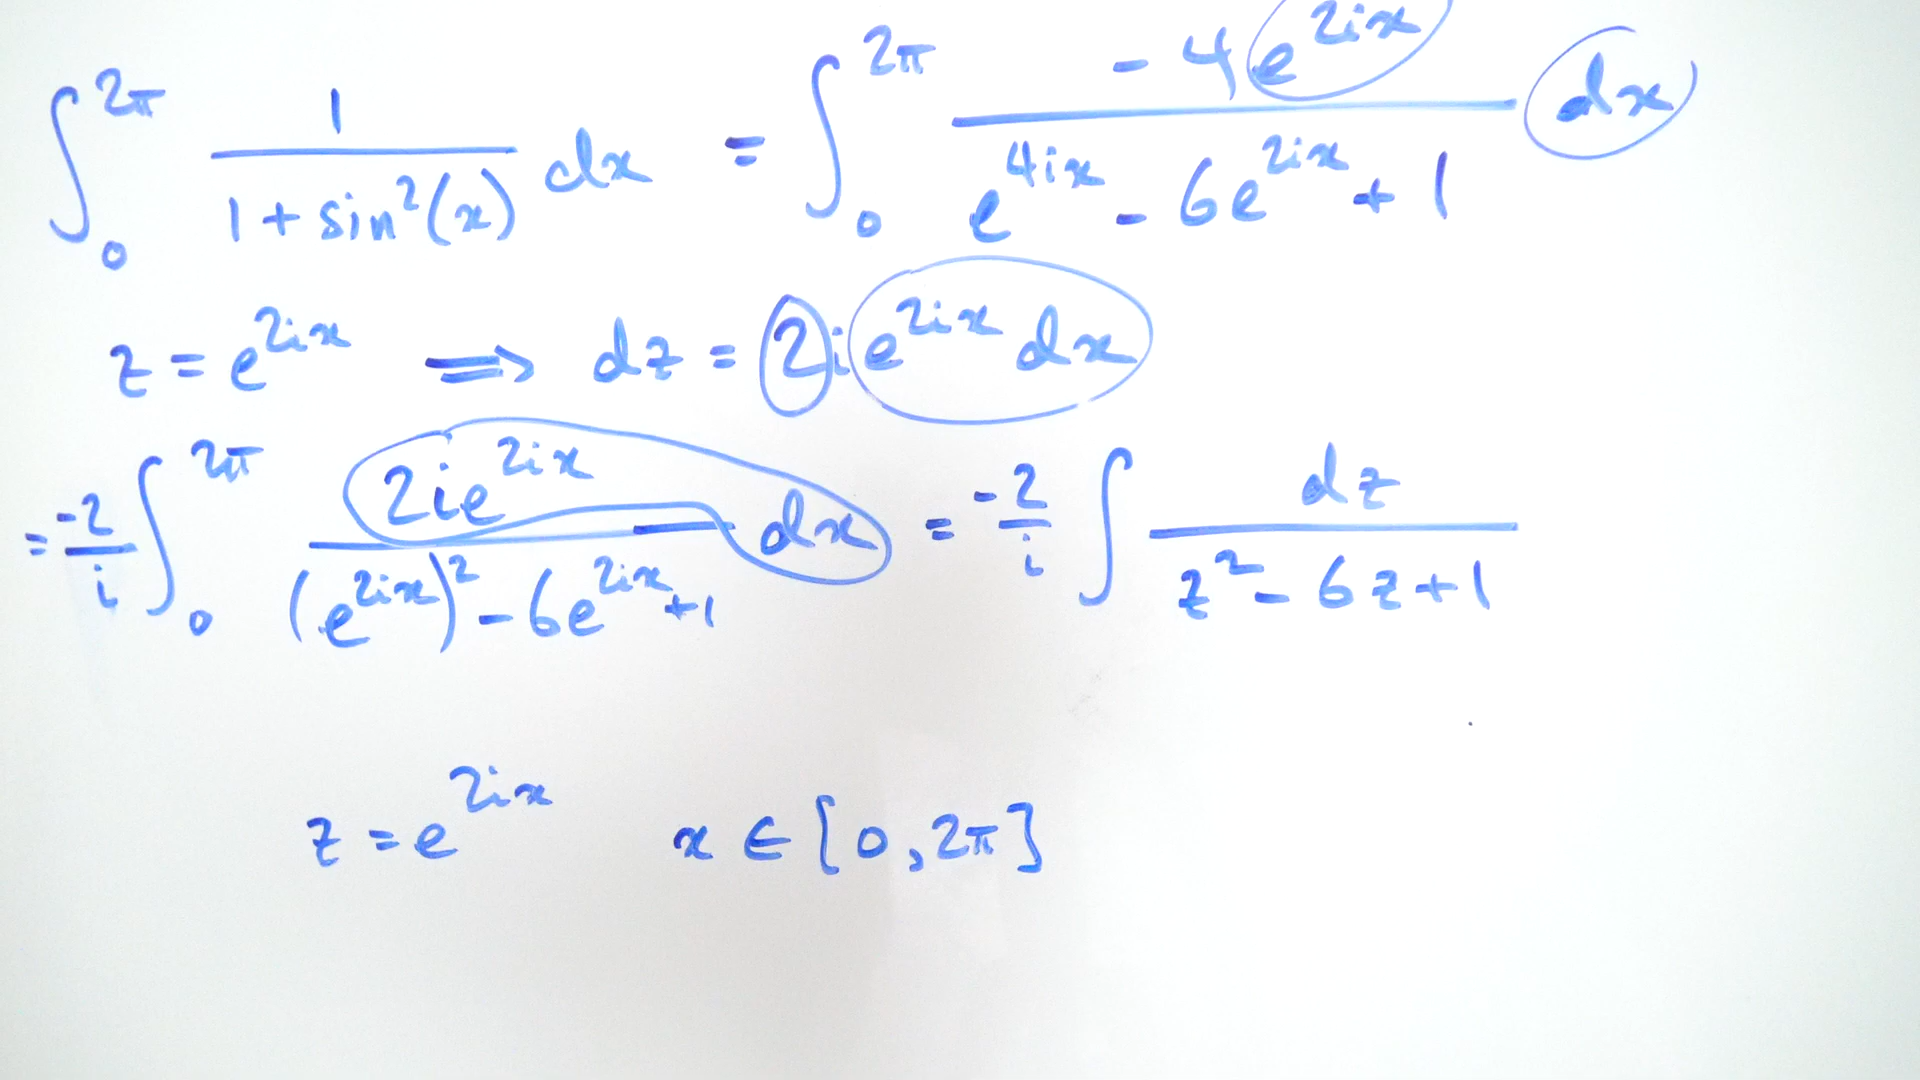 ∫₀^{2π} 1/(1 + sin²(x)) dx = ∫₀^{2π} (-4e^{2ix})/(e^{4ix} - 6e^{2ix} + 1) dx
z = e^{2ix} ⟹ dz = 2ie^{2ix} dx
= -2/i ∫₀^{2π} (2ie^{2ix})/((e^{2ix})² - 6e^{2ix} + 1) dx = -2/i ∫ dz/(z² - 6z + 1)
z = e^{2ix} x ∈ [0, 2π]